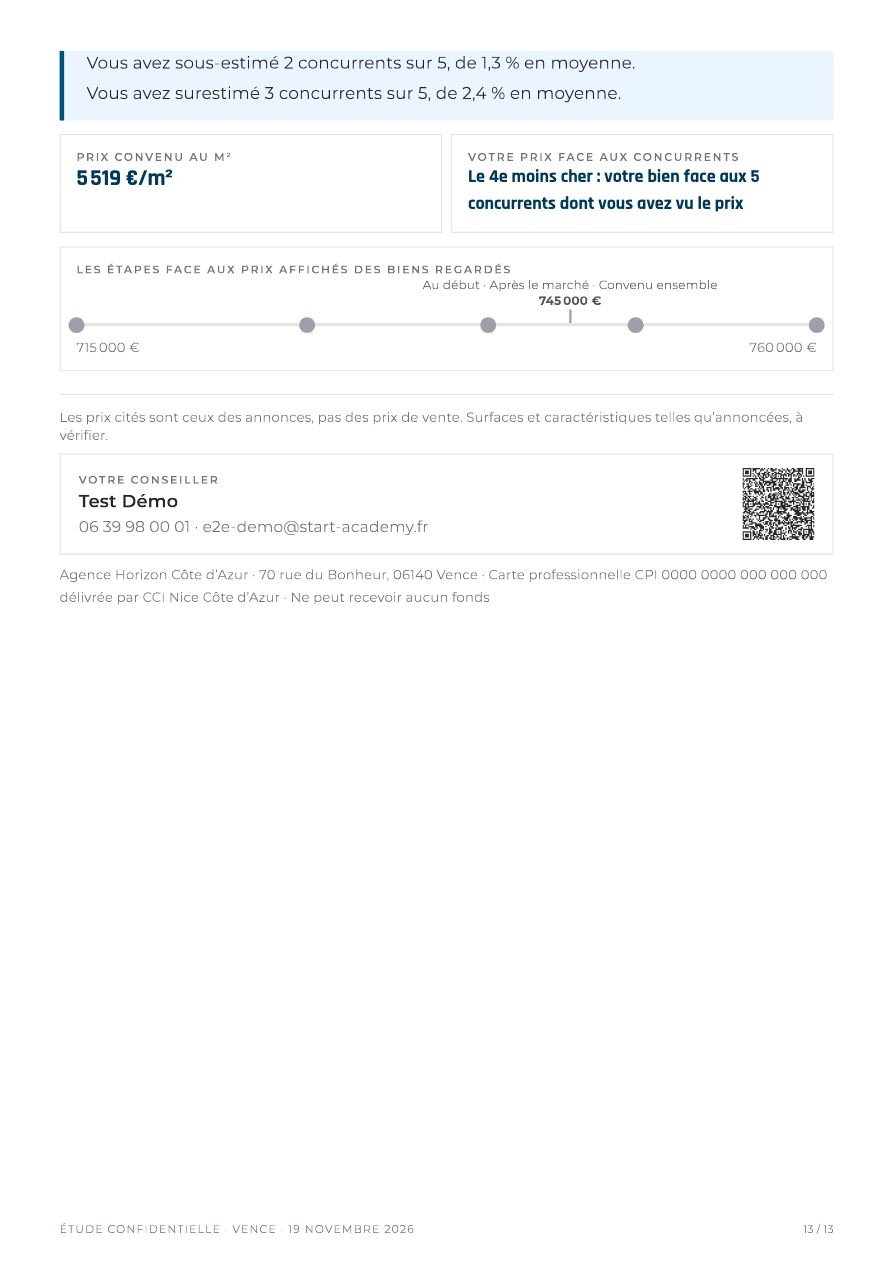 Vous avez sous-estimé 2 concurrents sur 5, de 1,3 % en moyenne.
Vous avez surestimé 3 concurrents sur 5, de 2,4 % en moyenne.
PRIX CONVENU AU M²
5 519 €/m²
VOTRE PRIX FACE AUX CONCURRENTS
Le 4e moins cher : votre bien face aux 5
concurrents dont vous avez vu le prix
LES ÉTAPES FACE AUX PRIX AFFICHÉS DES BIENS REGARDÉS
Au début · Après le marché · Convenu ensemble
745 000 €
715 000 €
760 000 €
Les prix cités sont ceux des annonces, pas des prix de vente. Surfaces et caractéristiques telles qu’annoncées, à
vérifier.
VOTRE CONSEILLER
Test Démo
06 39 98 00 01 · e2e-demo@start-academy.fr
Agence Horizon Côte d’Azur · 70 rue du Bonheur, 06140 Vence · Carte professionnelle CPI 0000 0000 000 000 000
délivrée par CCI Nice Côte d’Azur · Ne peut recevoir aucun fonds
ÉTUDE CONFIDENTIELLE · VENCE · 19 NOVEMBRE 2026
13 / 13